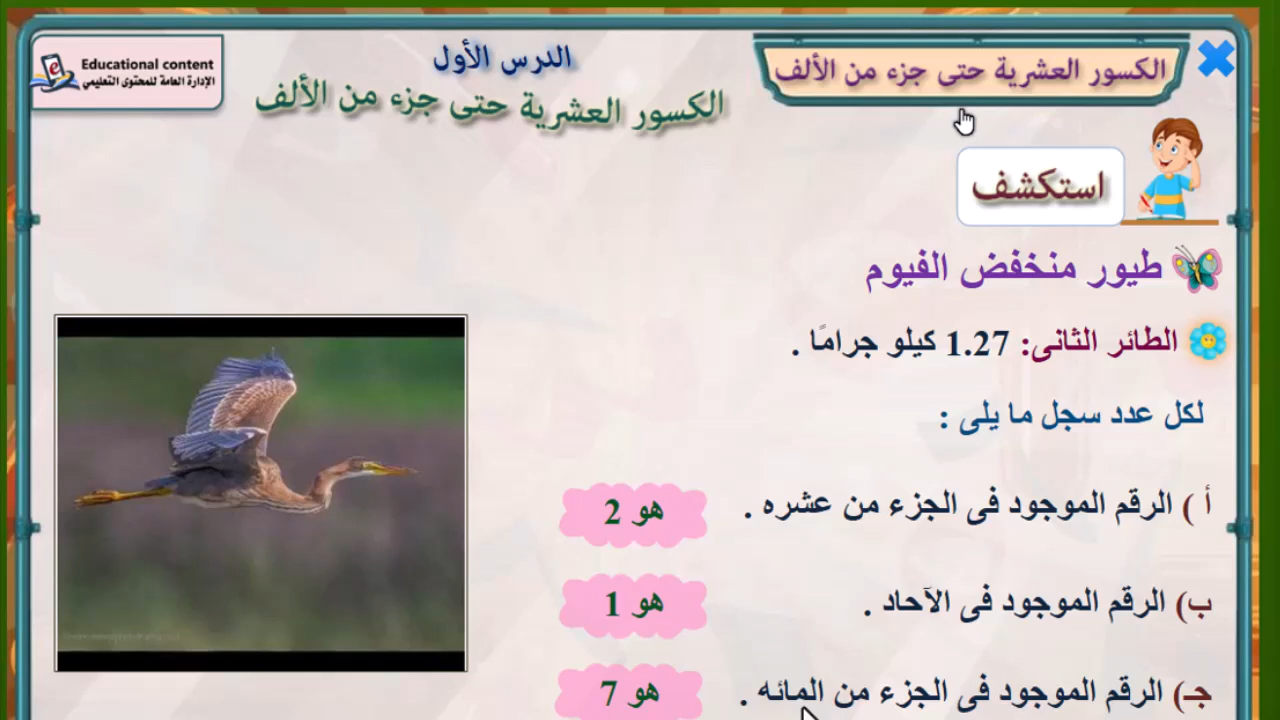 الكسور العشرية حتى جزء من الألف
الدرس الأول
الكسور العشرية حتى جزء من الألف
Educational content
الإدارة العامة للمحتوى التعليمي
استكشف
طيور منخفض الفيوم
الطائر الثانى: 1.27 كيلو جرامًا .
لكل عدد سجل ما يلى :
أ ) الرقم الموجود فى الجزء من عشره . هو 2
ب) الرقم الموجود فى الآحاد . هو 1
جـ) الرقم الموجود فى الجزء من المائه . هو 7